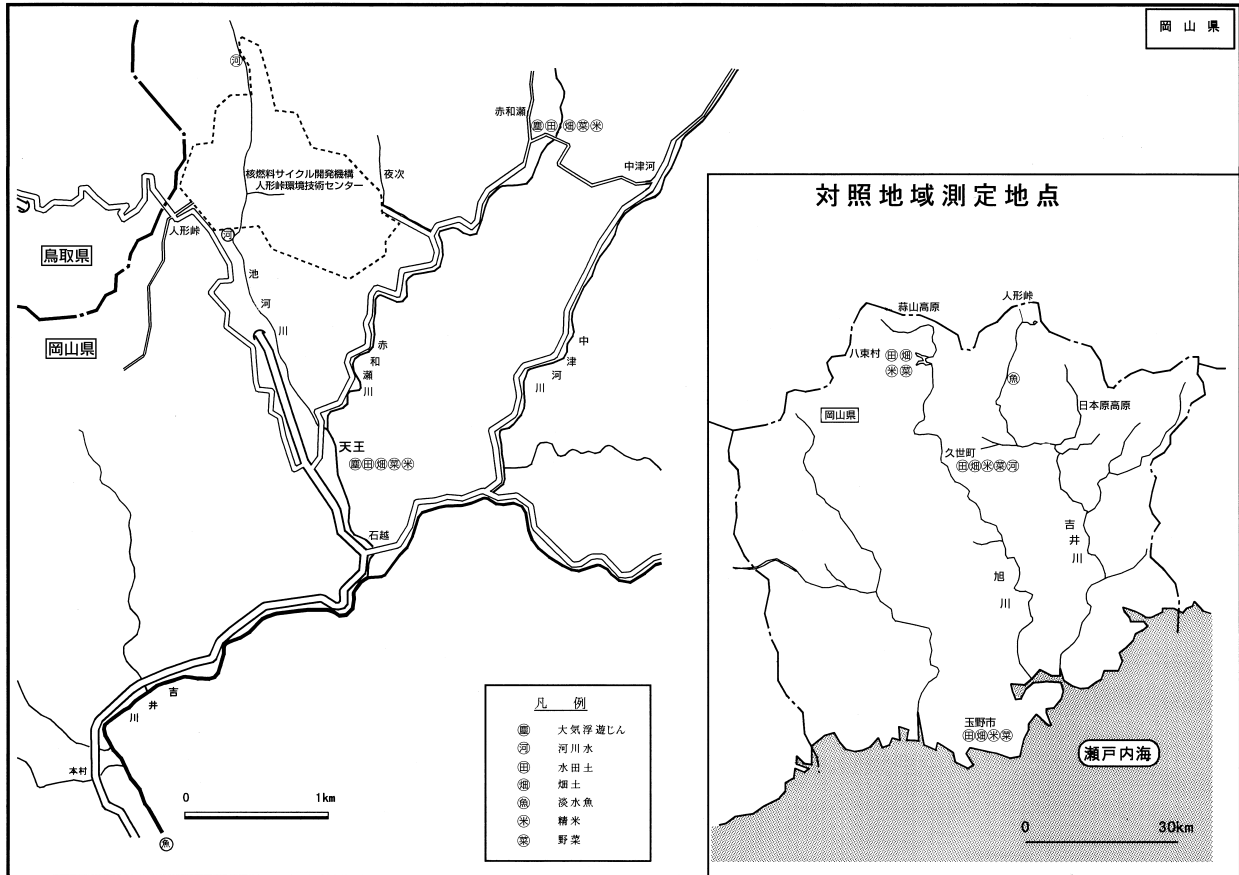 岡山県
河
赤和瀬
塵田畑菜米
中津河
核燃料サイクル開発機構
人形峠環境技術センター
夜次
人形峠
河
鳥取県
岡山県
池河川
赤和瀬川
中津河川
天王
塵田畑菜米
石越
吉井川
本村
魚
0 1km
凡例
塵 大気浮遊じん
河 河川水
田 水田土
畑 畑土
魚 淡水魚
米 精米
菜 野菜
対照地域測定地点
蒜山高原
人形峠
八束村 田畑
米菜
魚
岡山県
日本原高原
久世町
田畑米菜河
吉井川
旭川
玉野市
田畑米菜
瀬戸内海
0 30km